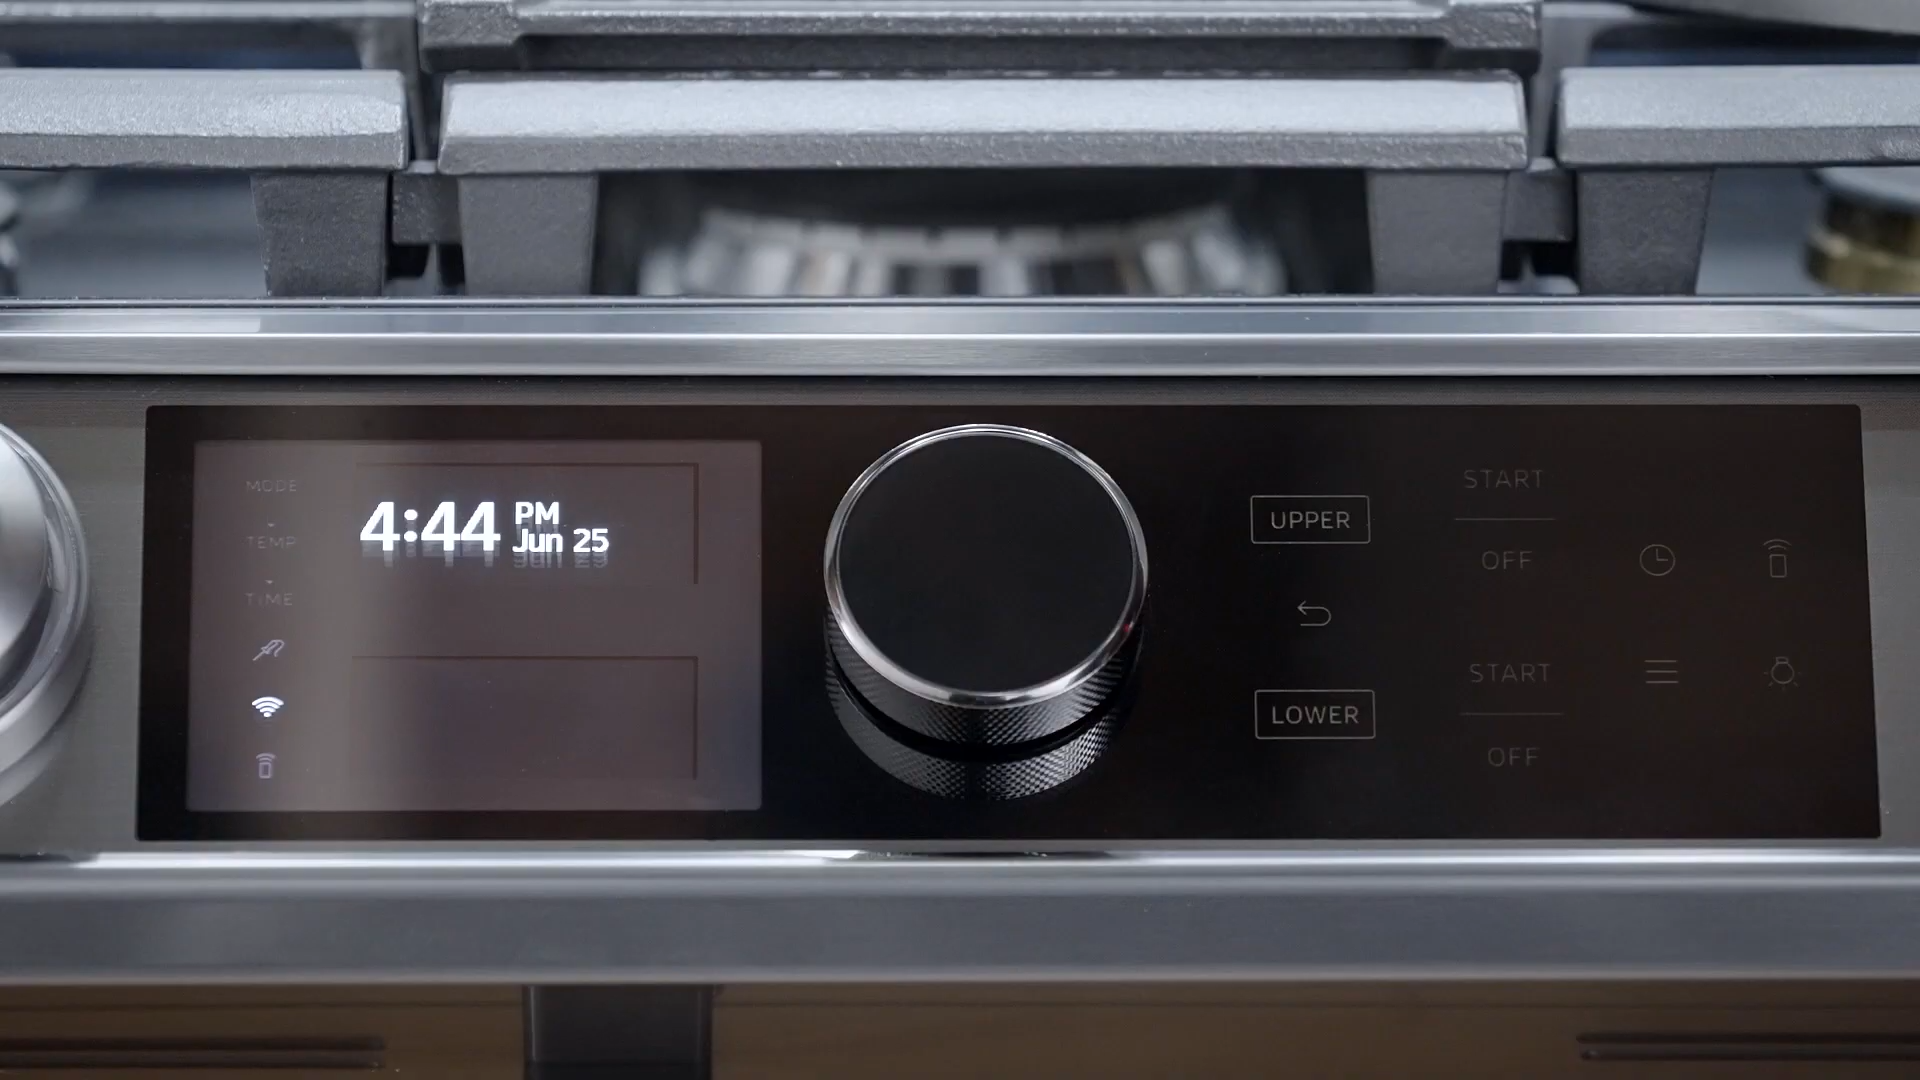 MODE
4:44 PM
Jun 25
TEMP
TIME
UPPER
START
OFF
LOWER
START
OFF